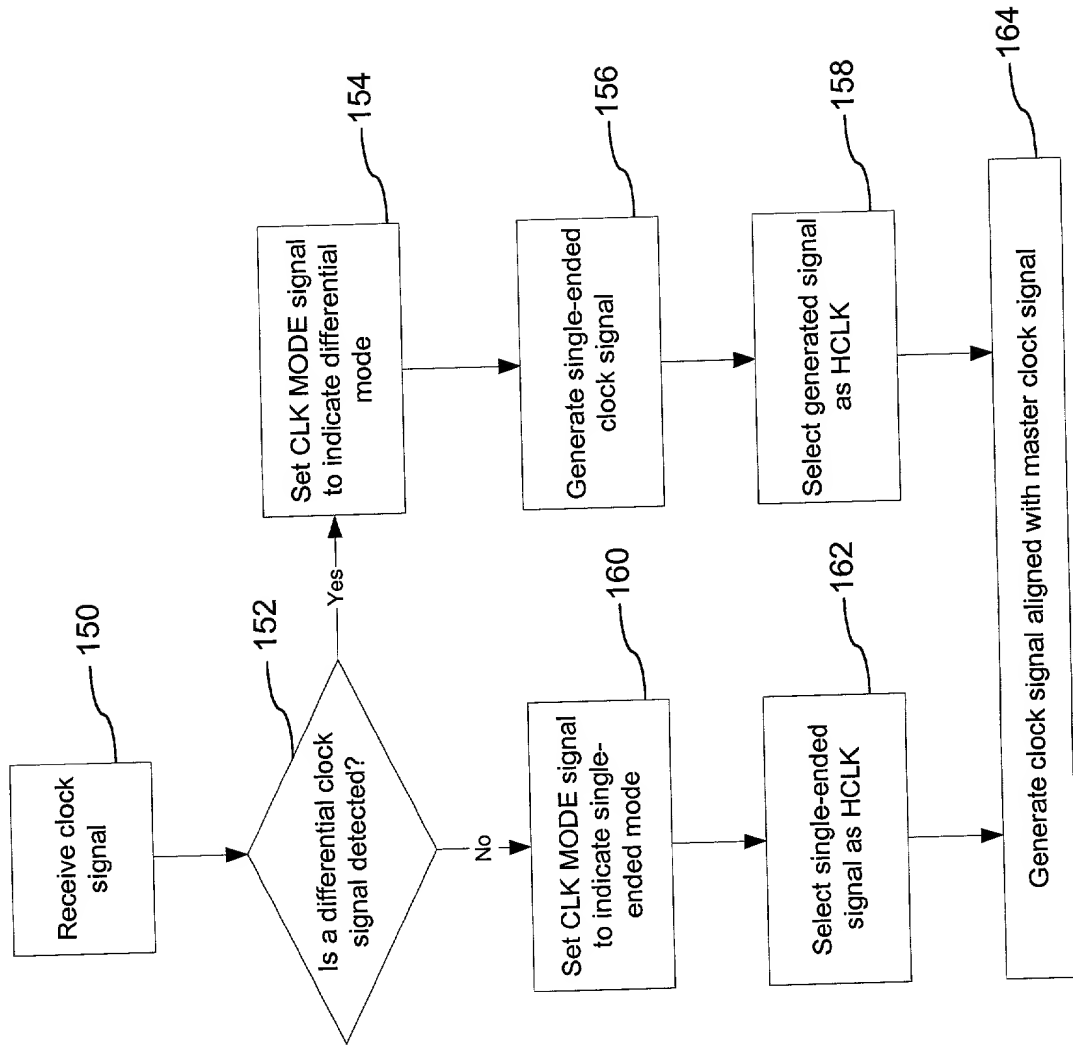 Receive clock
signal
150
Is a differential clock
signal detected?
152
Yes
Set CLK MODE signal
to indicate differential
mode
154
Generate single-ended
clock signal
156
Select generated signal
as HCLK
158
No
Set CLK MODE signal
to indicate single-
ended mode
160
Select single-ended
signal as HCLK
162
Generate clock signal aligned with master clock signal
164